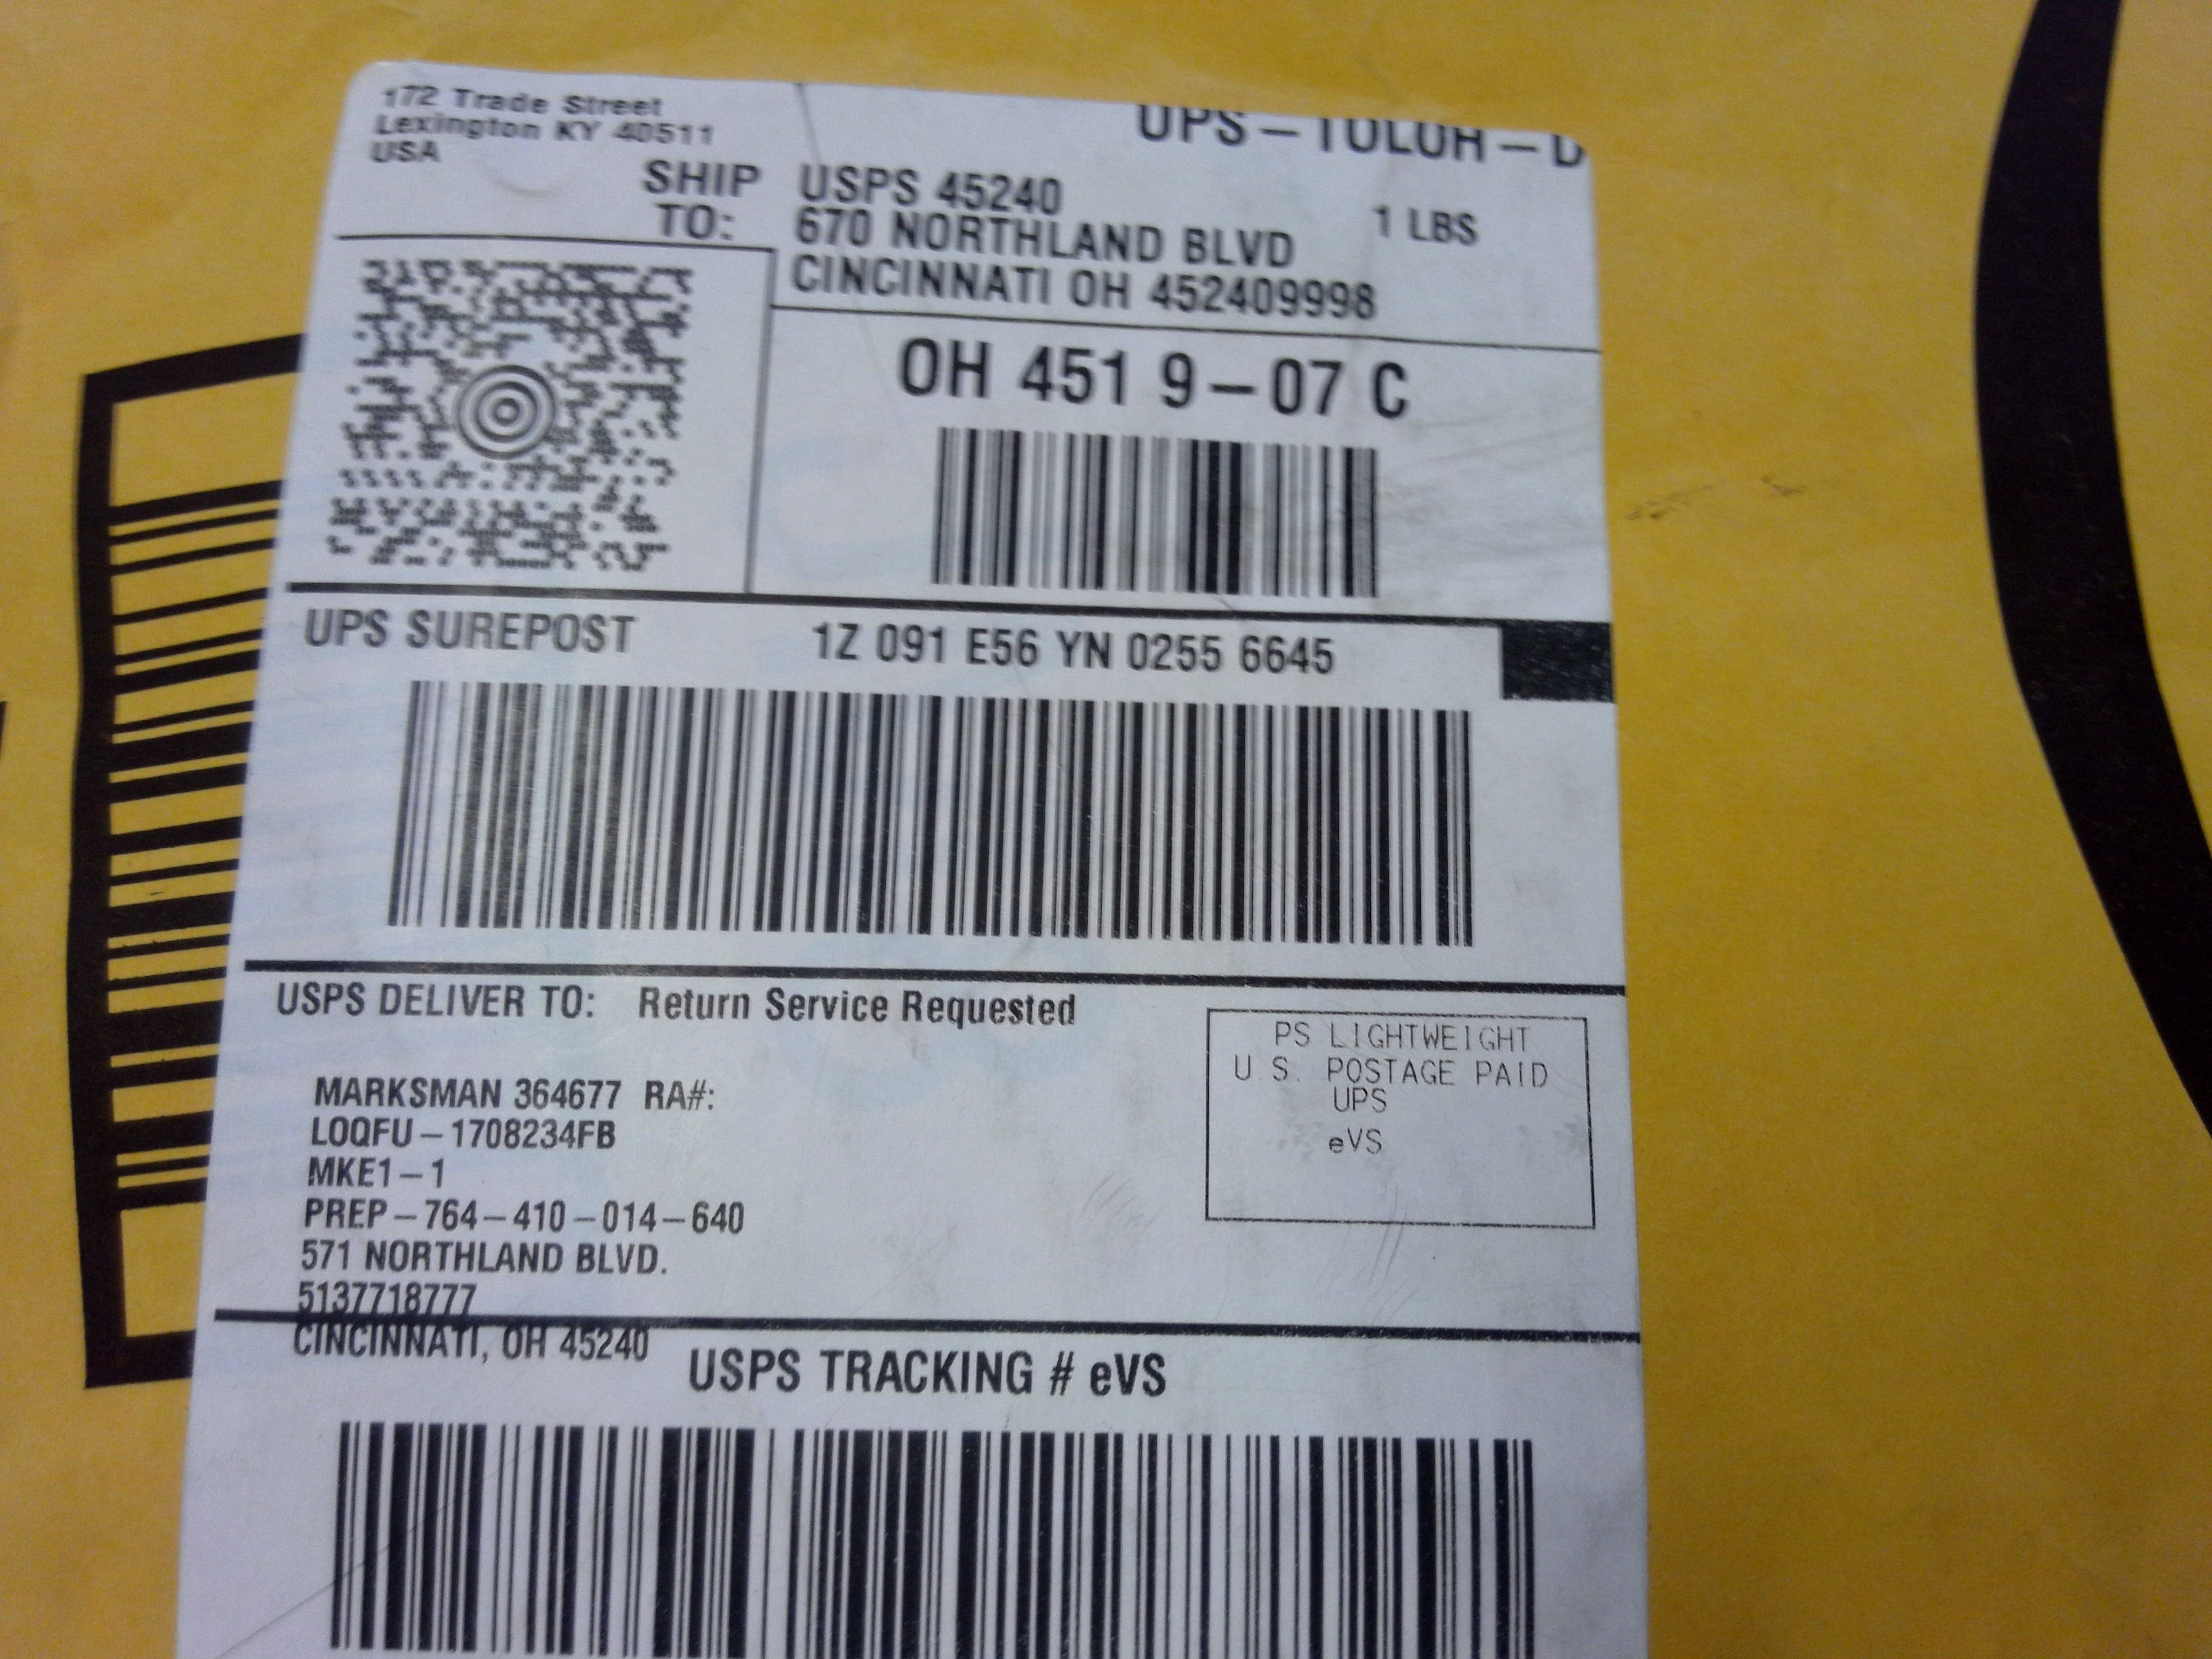 172 Trade Street
Lexington KY 40511
USA
UPS – TOLOH – D
SHIP TO:
USPS 45240
670 NORTHLAND BLVD
CINCINNATI OH 452409998
1 LBS
OH 451 9 – 07 C
UPS SUREPOST
1Z 091 E56 YN 0255 6645
USPS DELIVER TO: Return Service Requested
MARKSMAN 364677 RA#:
LOQFU – 1708234FB
MKE1 – 1
PREP – 764 – 410 – 014 – 640
571 NORTHLAND BLVD.
5137718777
CINCINNATI, OH 45240
PS LIGHTWEIGHT
U.S. POSTAGE PAID
UPS
eVS
USPS TRACKING # eVS